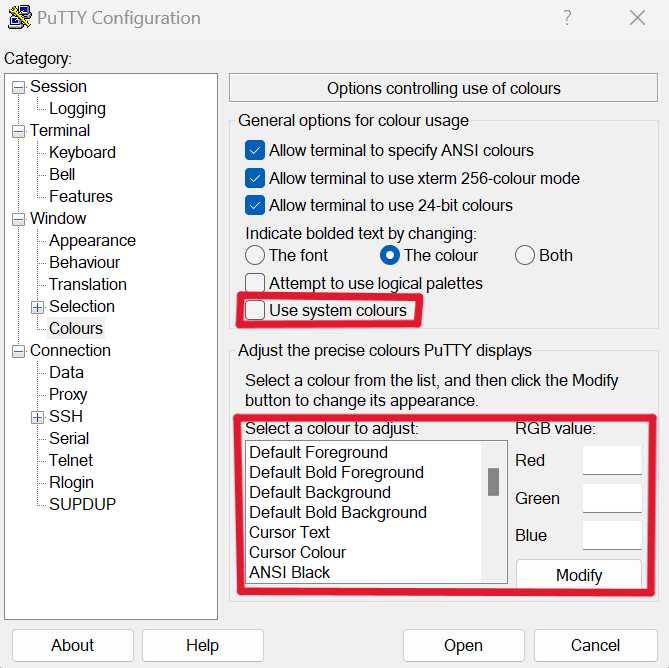 PuTTY Configuration
Category:
Session
Logging
Terminal
Keyboard
Bell
Features
Window
Appearance
Behaviour
Translation
Selection
Colours
Connection
Data
Proxy
SSH
Serial
Telnet
Rlogin
SUPDUP
Options controlling use of colours
General options for colour usage
Allow terminal to specify ANSI colours
Allow terminal to use xterm 256-colour mode
Allow terminal to use 24-bit colours
Indicate bolded text by changing:
The font The colour Both
Attempt to use logical palettes
Use system colours
Adjust the precise colours PuTTY displays
Select a colour from the list, and then click the Modify
button to change its appearance.
Select a colour to adjust:
Default Foreground
Default Bold Foreground
Default Background
Default Bold Background
Cursor Text
Cursor Colour
ANSI Black
RGB value:
Red
Green
Blue
Modify
About Help Open Cancel